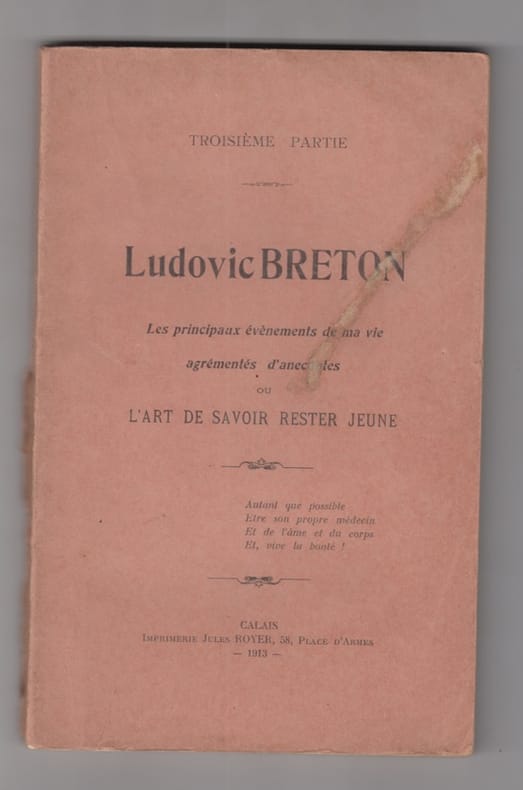 TROISIÈME PARTIE
Ludovic BRETON
Les principaux évènements de ma vie
agrémentés d'anecdotes
OU
L'ART DE SAVOIR RESTER JEUNE
Autant que possible
Etre son propre médecin
Et de l'âme et du corps
Et, vive la bonté !
CALAIS
IMPRIMERIE JULES ROYER, 58, PLACE D'ARMES
— 1913 —